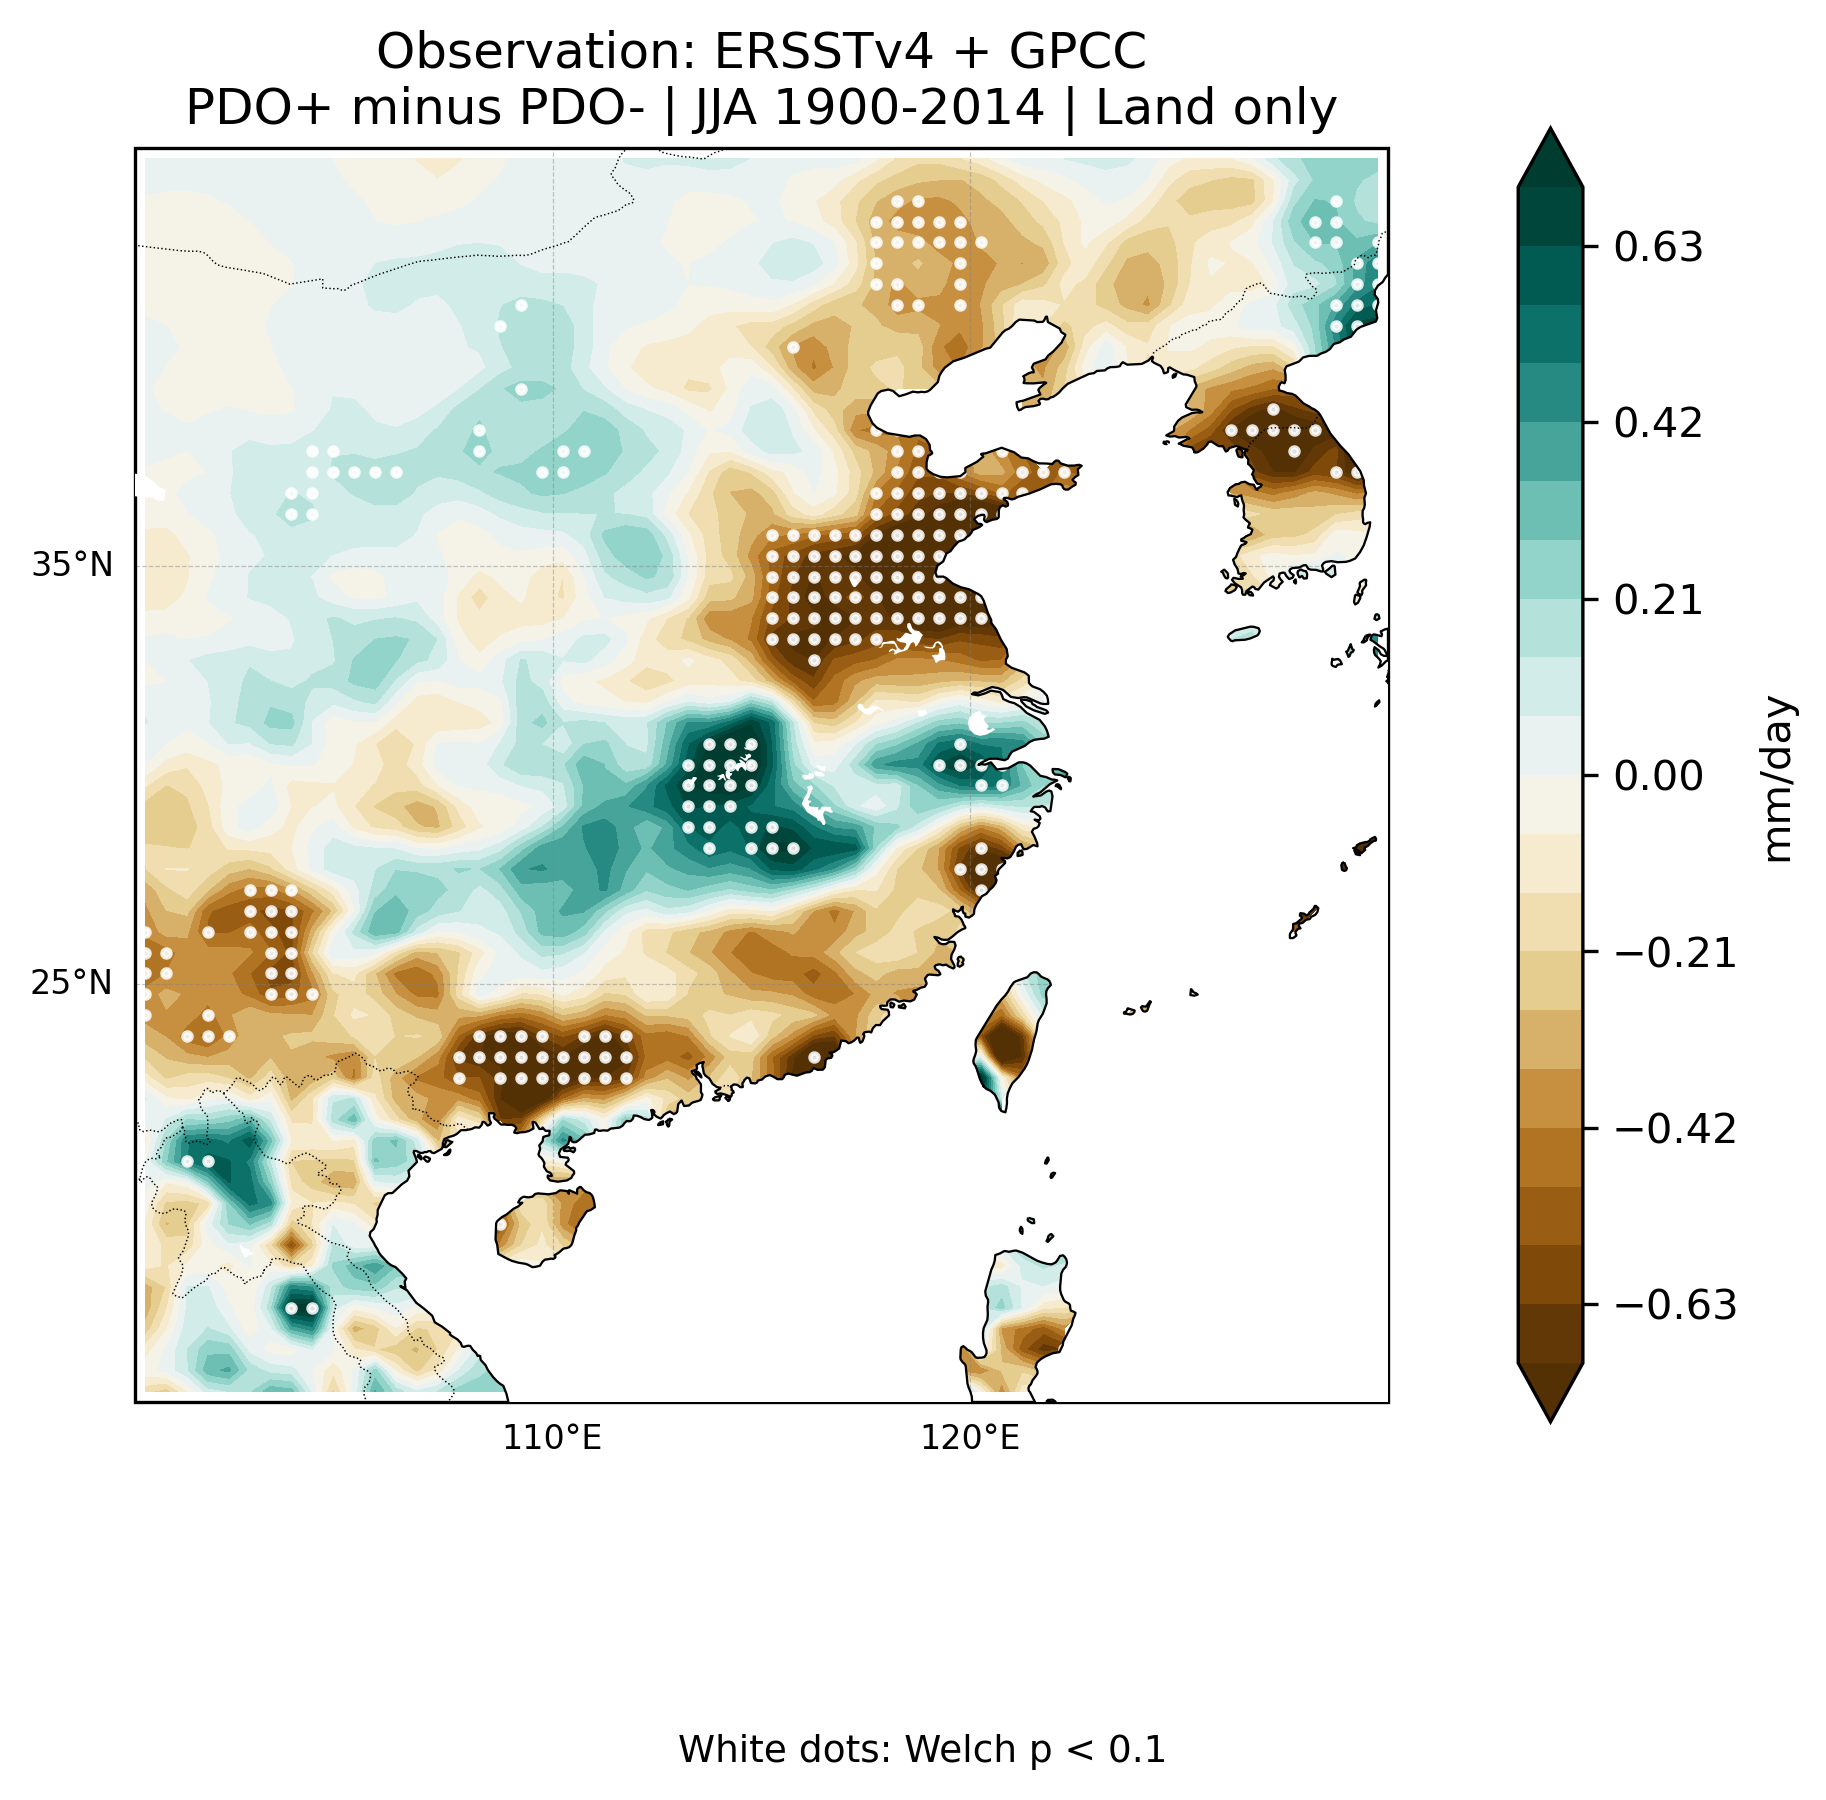 Observation: ERSSTv4 + GPCC
PDO+ minus PDO- | JJA 1900-2014 | Land only
0.63
0.42
0.21
0.00
−0.21
−0.42
−0.63
mm/day
35°N
25°N
110°E
120°E
White dots: Welch p < 0.1